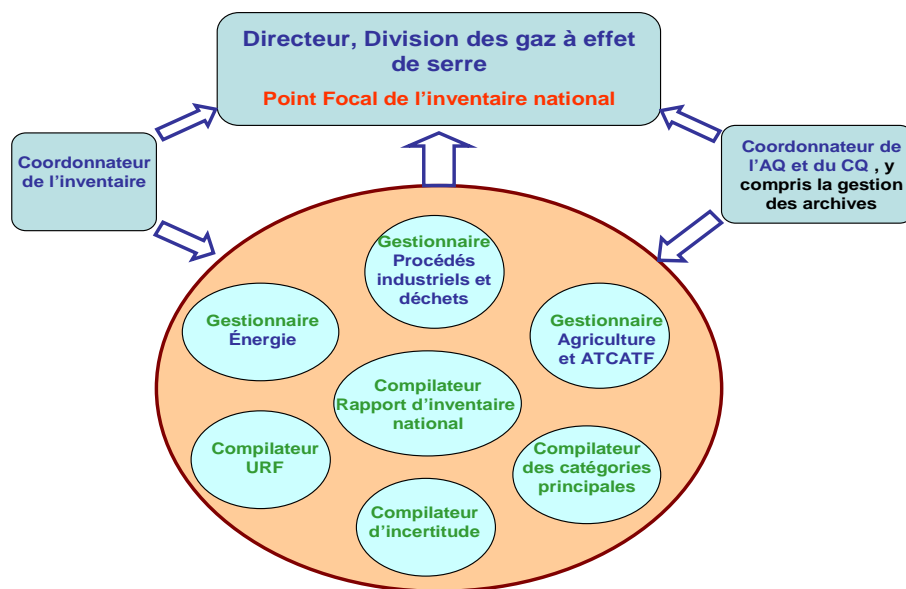 Directeur, Division des gaz à effet
de serre
Point Focal de l'inventaire national
Coordonnateur
de l'inventaire
Coordonnateur de
l'AQ et du CQ , y
compris la gestion
des archives
Gestionnaire
Procédés
industriels et
déchets
Gestionnaire
Énergie
Gestionnaire
Agriculture
et ATCATF
Compilateur
Rapport d'inventaire
national
Compilateur
URF
Compilateur
des catégories
principales
Compilateur
d'incertitude